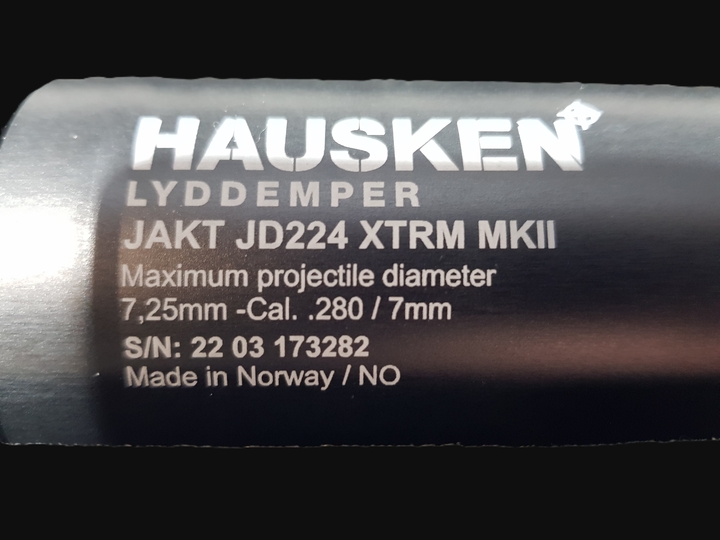 HAUSKEN
LYDDEMPER
JAKT JD224 XTRM MKII
Maximum projectile diameter
7,25mm -Cal. .280 / 7mm
S/N: 22 03 173282
Made in Norway / NO